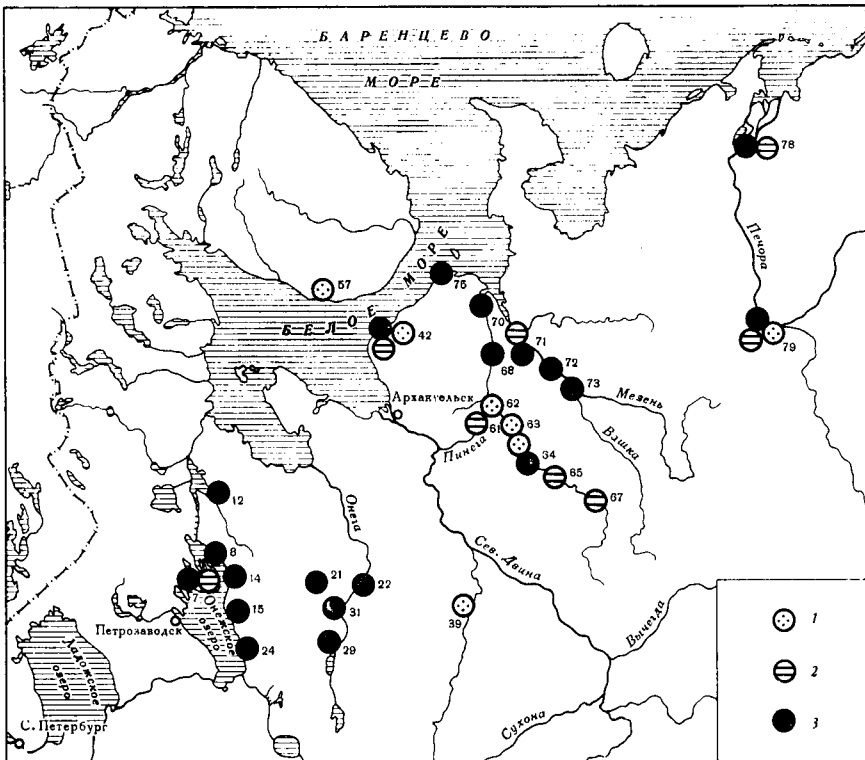 БАРЕНЦЕВО
МОРЕ
78
Печора
57
75
БЕЛОЕ МОРЕ
70
42
71
79
68
72
73
Архангельск
62
Мезень
61
63
Пинега
Вашка
34
65
67
12
Онега
8
Сев. Двина
7
14
21
22
15
31
39
Петрозаводск
Онежское
озеро
Вычегда
24
29
Ладожское
озеро
С. Петербург
Сухона
1
2
3